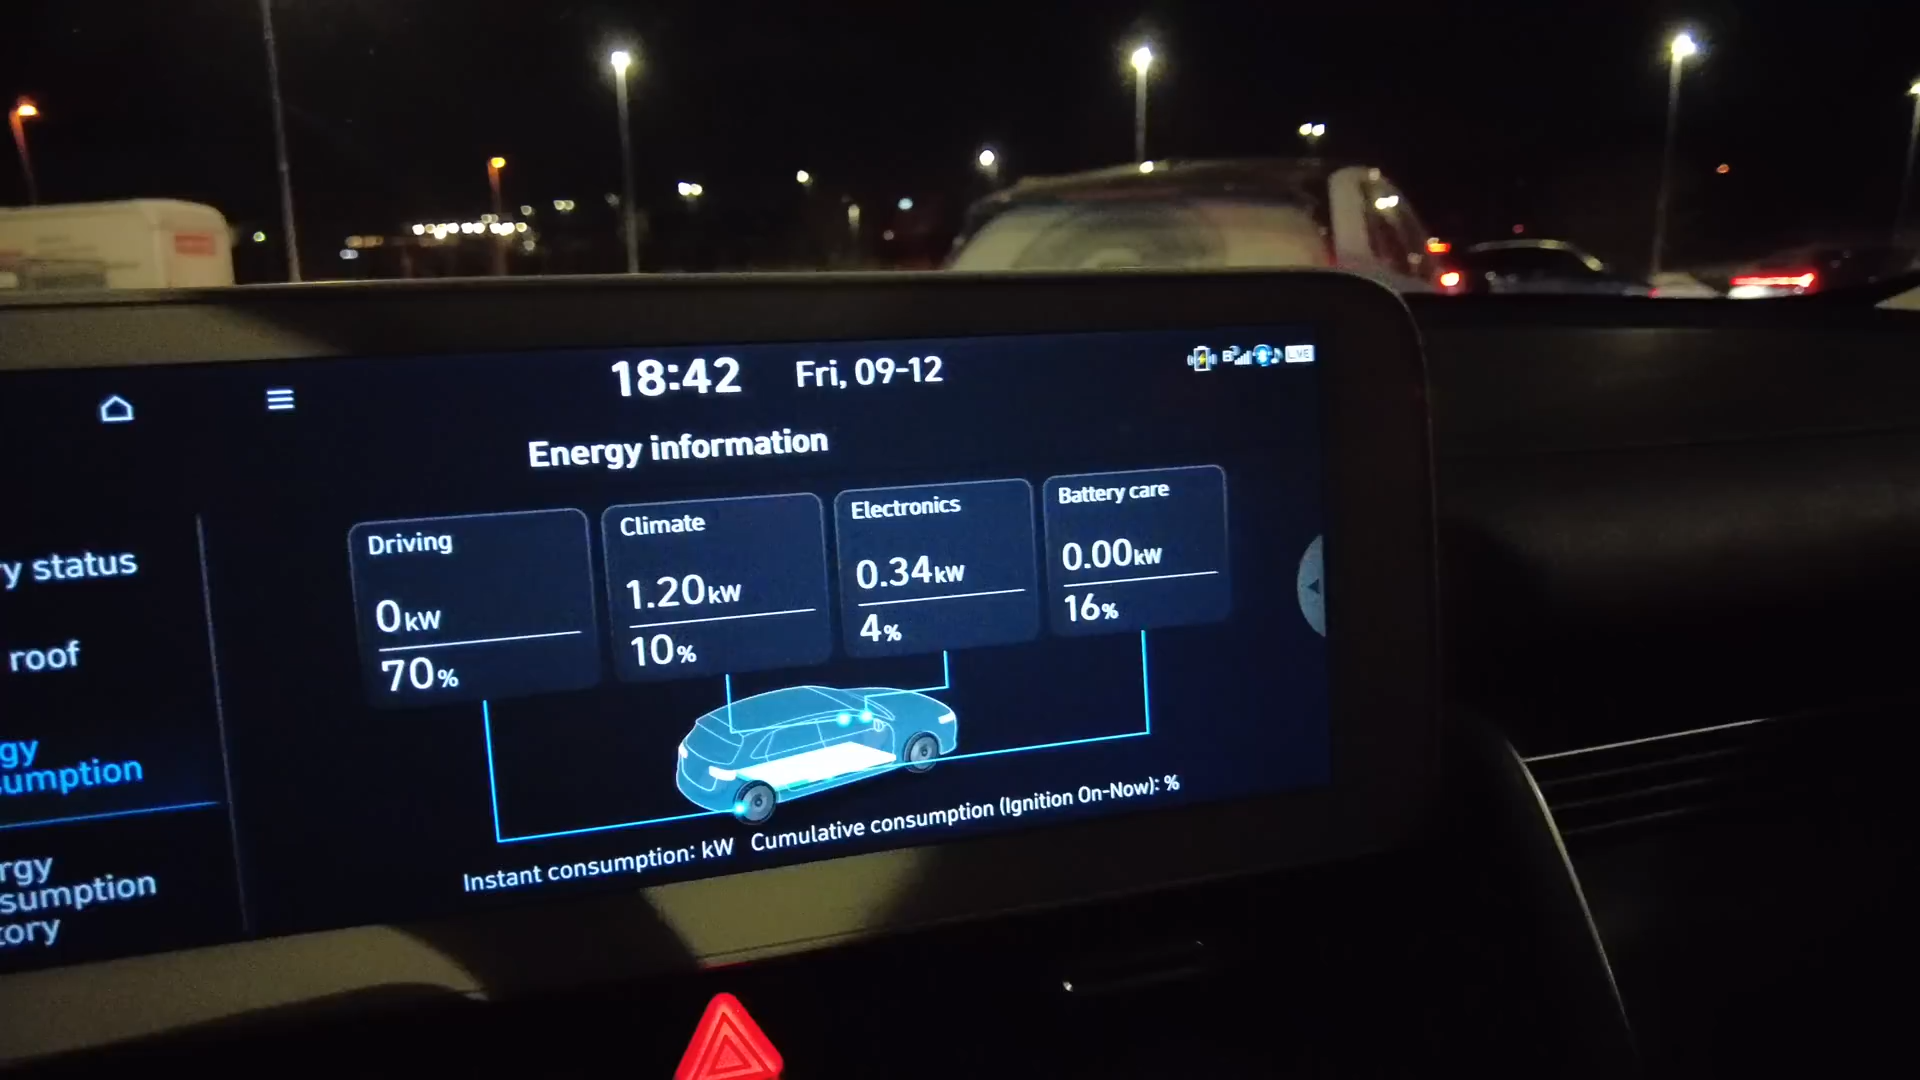 18:42 Fri, 09-12
LIVE
Energy information
Driving
0kW
70%
Climate
1.20kW
10%
Electronics
0.34kW
4%
Battery care
0.00kW
16%
Instant consumption: kW Cumulative consumption (Ignition On-Now): %
y status
roof
gy
umption
rgy
sumption
tory